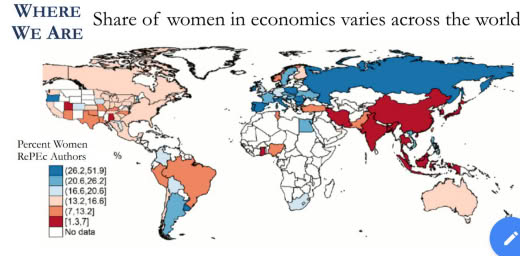 WHERE
WE ARE
Share of women in economics varies across the world
Percent Women
RePEc Authors %
(26.2,51.9]
(20.6,26.2]
(16.6,20.6]
(13.2,16.6]
(7,13.2]
[1.3,7]
No data